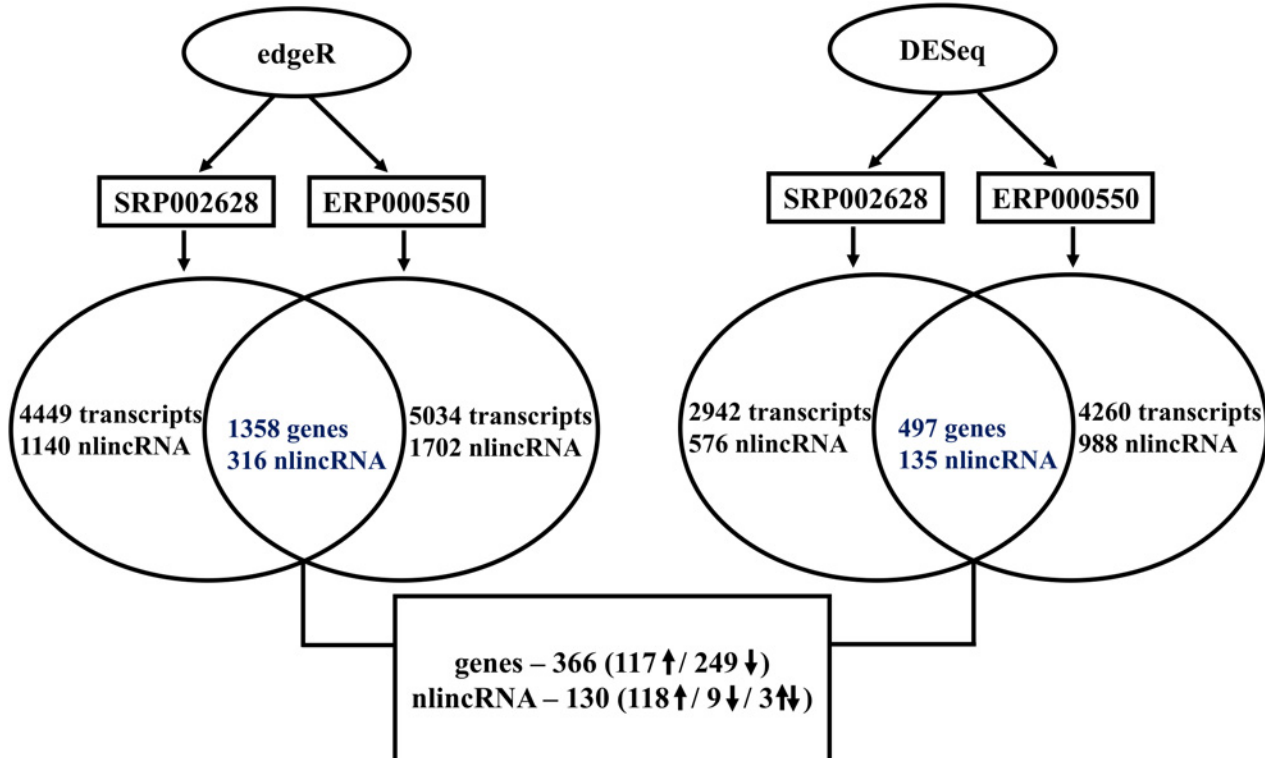 edgeR
DESeq
SRP002628
ERP000550
SRP002628
ERP000550
4449 transcripts
1140 nlincRNA
1358 genes
316 nlincRNA
5034 transcripts
1702 nlincRNA
2942 transcripts
576 nlincRNA
497 genes
135 nlincRNA
4260 transcripts
988 nlincRNA
genes – 366 (117↑/ 249↓)
nlincRNA – 130 (118↑/ 9↓/ 3↑↓)